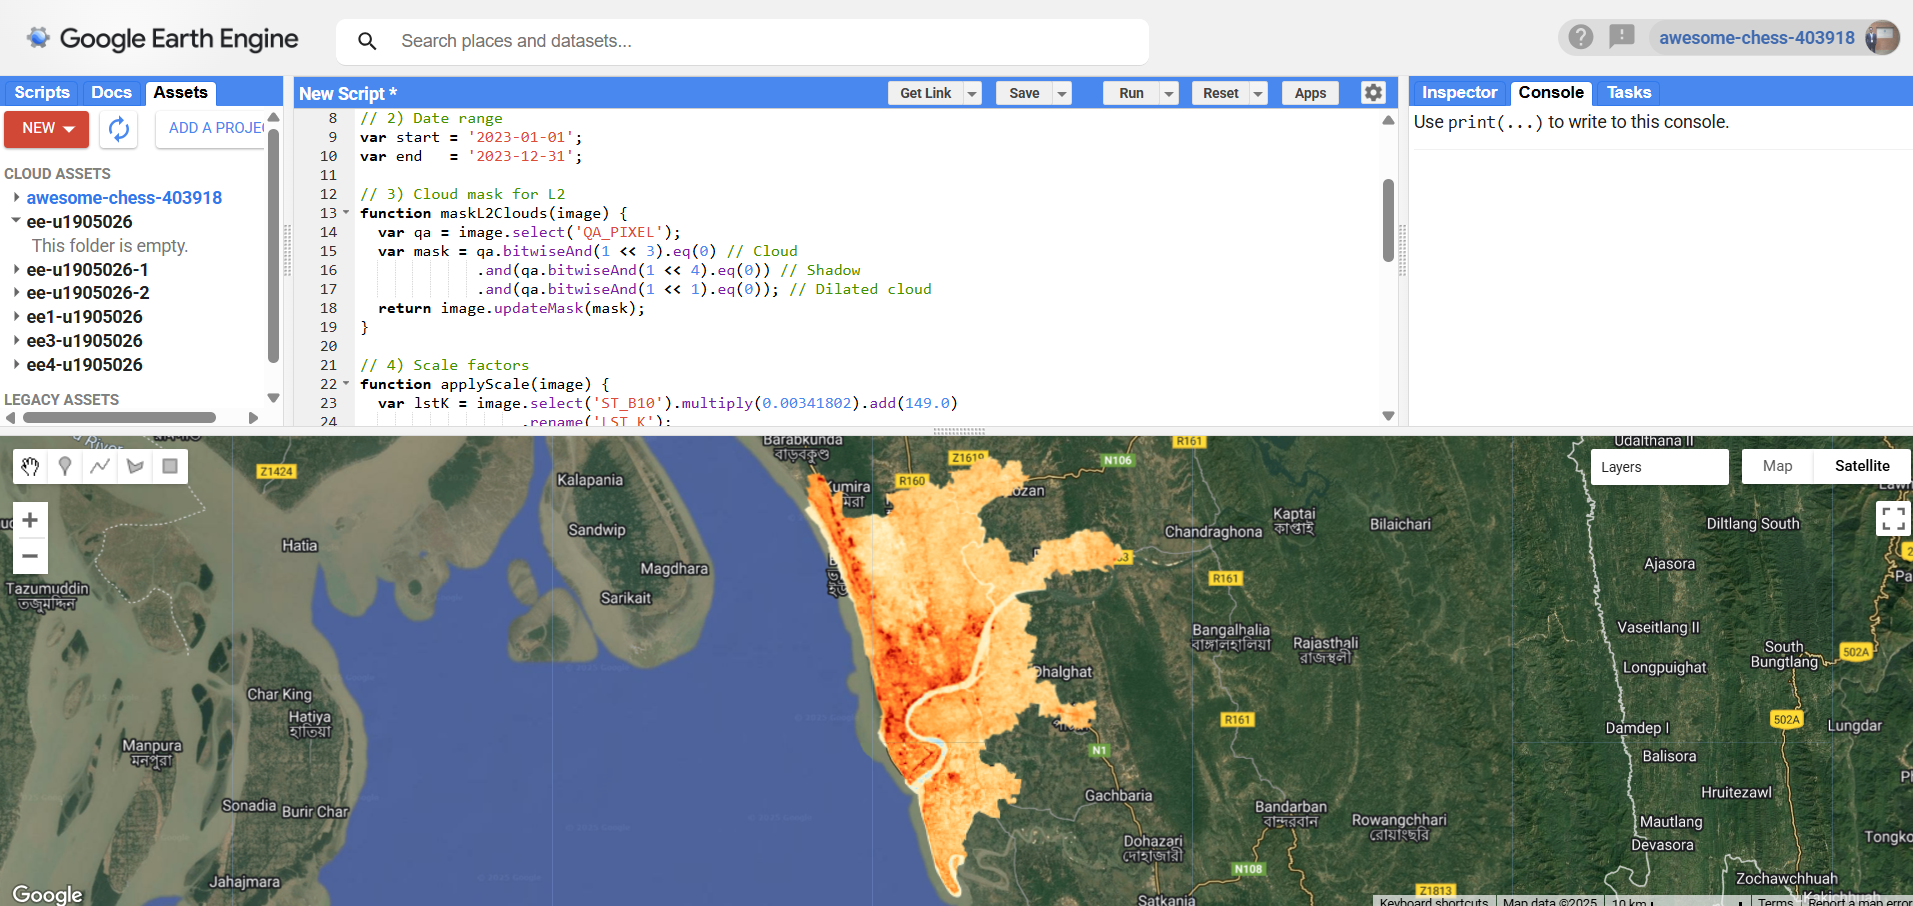 Google Earth Engine
Search places and datasets...
awesome-chess-403918
Scripts
Docs
Assets
NEW
ADD A PROJE
CLOUD ASSETS
awesome-chess-403918
ee-u1905026
This folder is empty.
ee-u1905026-1
ee-u1905026-2
ee1-u1905026
ee3-u1905026
ee4-u1905026
LEGACY ASSETS
New Script *
Get Link
Save
Run
Reset
Apps
8 // 2) Date range
9 var start = '2023-01-01';
10 var end   = '2023-12-31';
11
12 // 3) Cloud mask for L2
13 function maskL2Clouds(image) {
14   var qa = image.select('QA_PIXEL');
15   var mask = qa.bitwiseAnd(1 << 3).eq(0) // Cloud
16              .and(qa.bitwiseAnd(1 << 4).eq(0)) // Shadow
17              .and(qa.bitwiseAnd(1 << 1).eq(0)); // Dilated cloud
18   return image.updateMask(mask);
19 }
20
21 // 4) Scale factors
22 function applyScale(image) {
23   var lstK = image.select('ST_B10').multiply(0.00341802).add(149.0)
24                   .rename('LST_K');
Inspector
Console
Tasks
Use print(...) to write to this console.
Layers
Map
Satellite
Z1424
Hatia
Tazumuddin
তজুমদ্দিন
Char King
Hatiya
হাতিয়া
Manpura
মনপুরা
Sonadia
Burir Char
Jahajmara
Google
Kalapania
Sandwip
Magdhara
Sarikait
Barabkunda
বাড়বকুণ্ড
Kumira
R160
Z1619
N106
R161
Chandraghona
Kaptai
কাপ্তাই
Bilaichari
R161
Bangalhalia
বাঙ্গালহালিয়া
Rajasthali
রাজস্থলী
Dhalghat
R161
N1
Gachbaria
Bandarban
বান্দরবান
Rowangchhari
রোয়াংছরি
Dohazari
দোহাজারী
N108
Satkania
Z1813
Udalthana II
Diltlang South
Ajasora
Vaseitlang II
Longpuighat
South
Bungtlang
502A
Damdep I
502A
Lungdar
Balisora
Hruitezawl
Mautlang
Devasora
Tongko
Zochawchhuah
Keyboard shortcuts
Map data ©2025
10 km
Terms
Report a map error